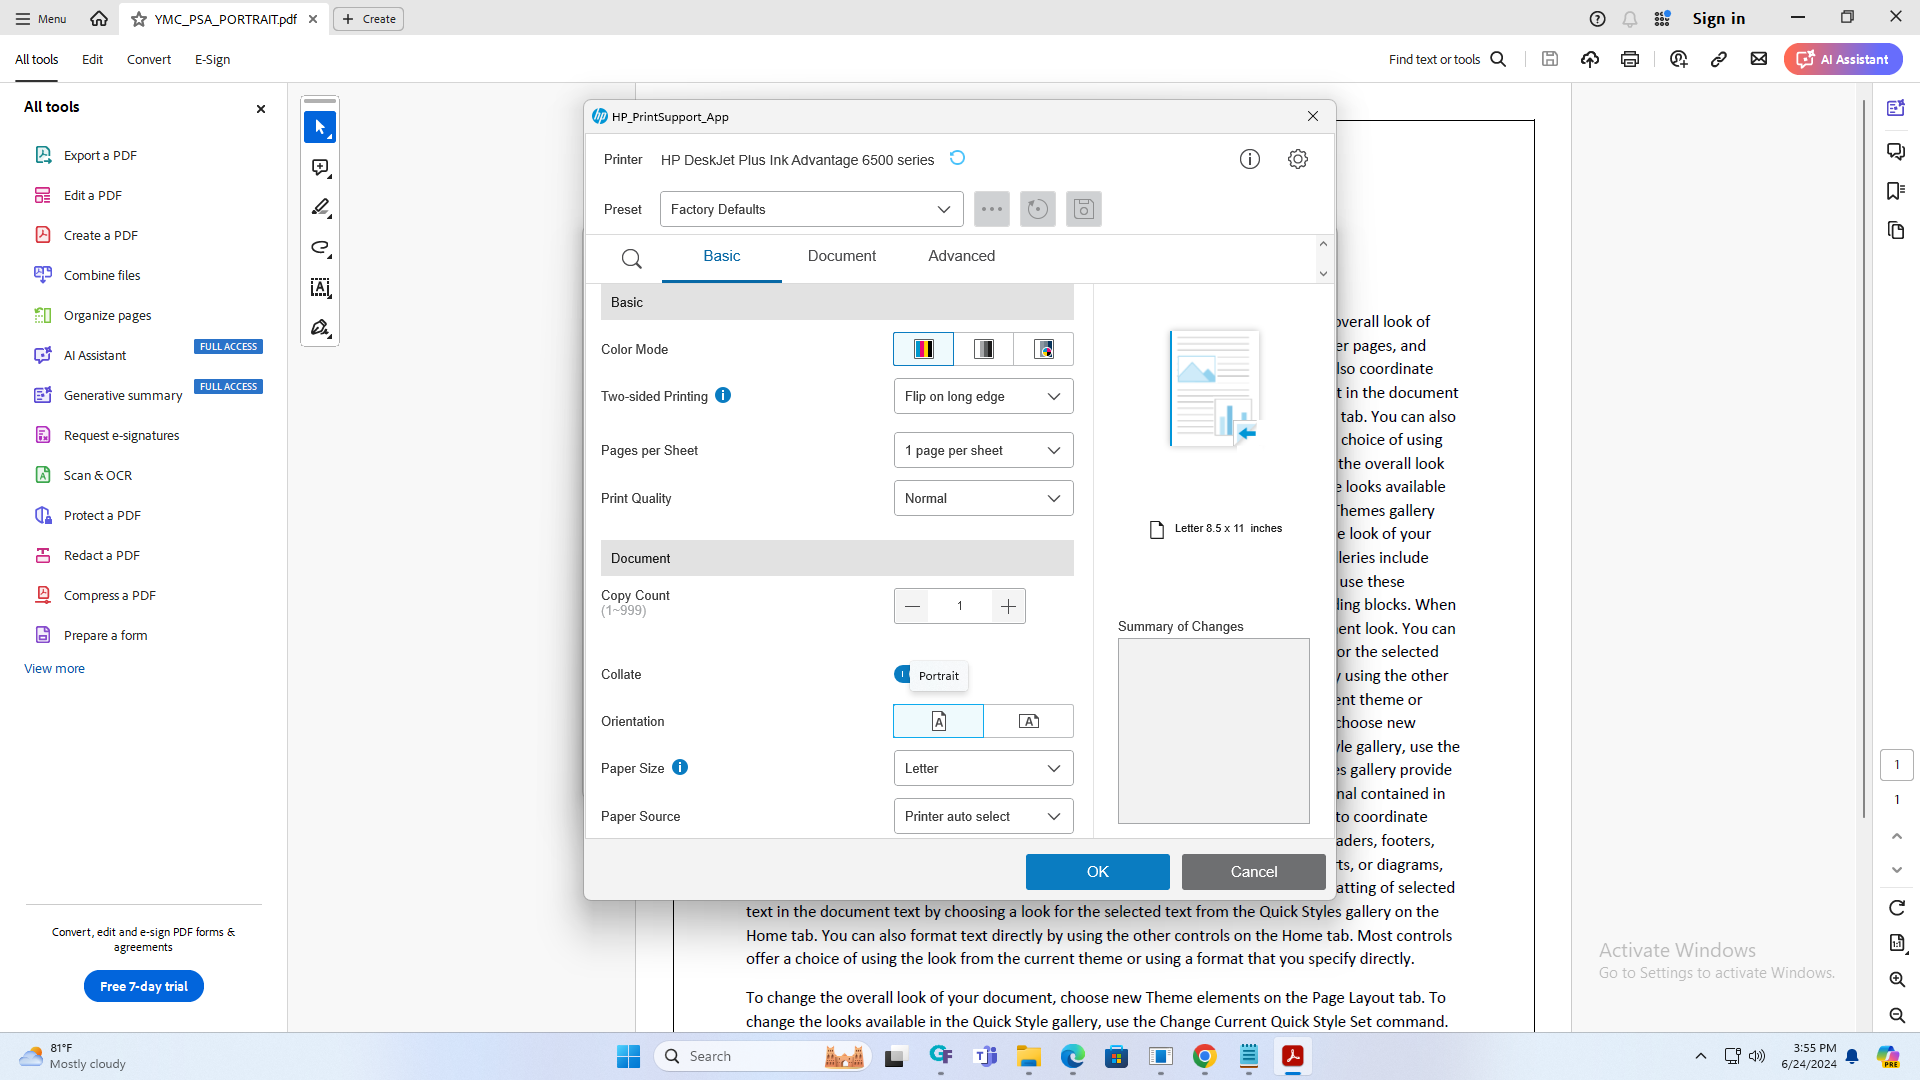 Menu
YMC_PSA_PORTRAIT.pdf
Create
Sign in
All tools
Edit
Convert
E-Sign
Find text or tools
AI Assistant
All tools
Export a PDF
Edit a PDF
Create a PDF
Combine files
Organize pages
AI Assistant
FULL ACCESS
Generative summary
FULL ACCESS
Request e-signatures
Scan & OCR
Protect a PDF
Redact a PDF
Compress a PDF
Prepare a form
View more
Convert, edit and e-sign PDF forms &
agreements
Free 7-day trial
hp HP_PrintSupport_App
Printer
HP DeskJet Plus Ink Advantage 6500 series
Preset
Factory Defaults
Basic
Document
Advanced
Basic
Color Mode
Two-sided Printing
Flip on long edge
Pages per Sheet
1 page per sheet
Print Quality
Normal
Document
Copy Count
(1~999)
1
Collate
Portrait
Orientation
Paper Size
Letter
Paper Source
Printer auto select
Letter 8.5 x 11 inches
Summary of Changes
OK
Cancel
overall look of
er pages, and
lso coordinate
t in the document
tab. You can also
choice of using
the overall look
e looks available
Themes gallery
e look of your
lleries include
use these
ding blocks. When
ent look. You can
or the selected
y using the other
ent theme or
choose new
yle gallery, use the
es gallery provide
nal contained in
to coordinate
aders, footers,
rts, or diagrams,
atting of selected
text in the document text by choosing a look for the selected text from the Quick Styles gallery on the
Home tab. You can also format text directly by using the other controls on the Home tab. Most controls
offer a choice of using the look from the current theme or using a format that you specify directly.
To change the overall look of your document, choose new Theme elements on the Page Layout tab. To
change the looks available in the Quick Style gallery, use the Change Current Quick Style Set command.
1
1
Activate Windows
Go to Settings to activate Windows.
81°F
Mostly cloudy
Search
3:55 PM
6/24/2024
PRE